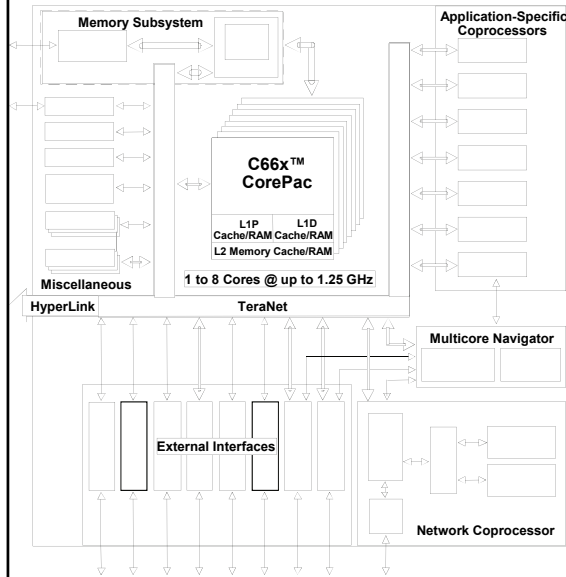 Memory Subsystem
Application-Specific
Coprocessors
C66x™
CorePac
L1P
Cache/RAM
L1D
Cache/RAM
L2 Memory Cache/RAM
1 to 8 Cores @ up to 1.25 GHz
Miscellaneous
HyperLink
TeraNet
Multicore Navigator
External Interfaces
Network Coprocessor